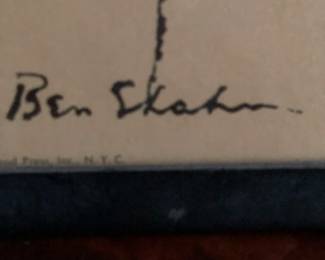 Ben Shahn
Press, Inc., N. Y. C.